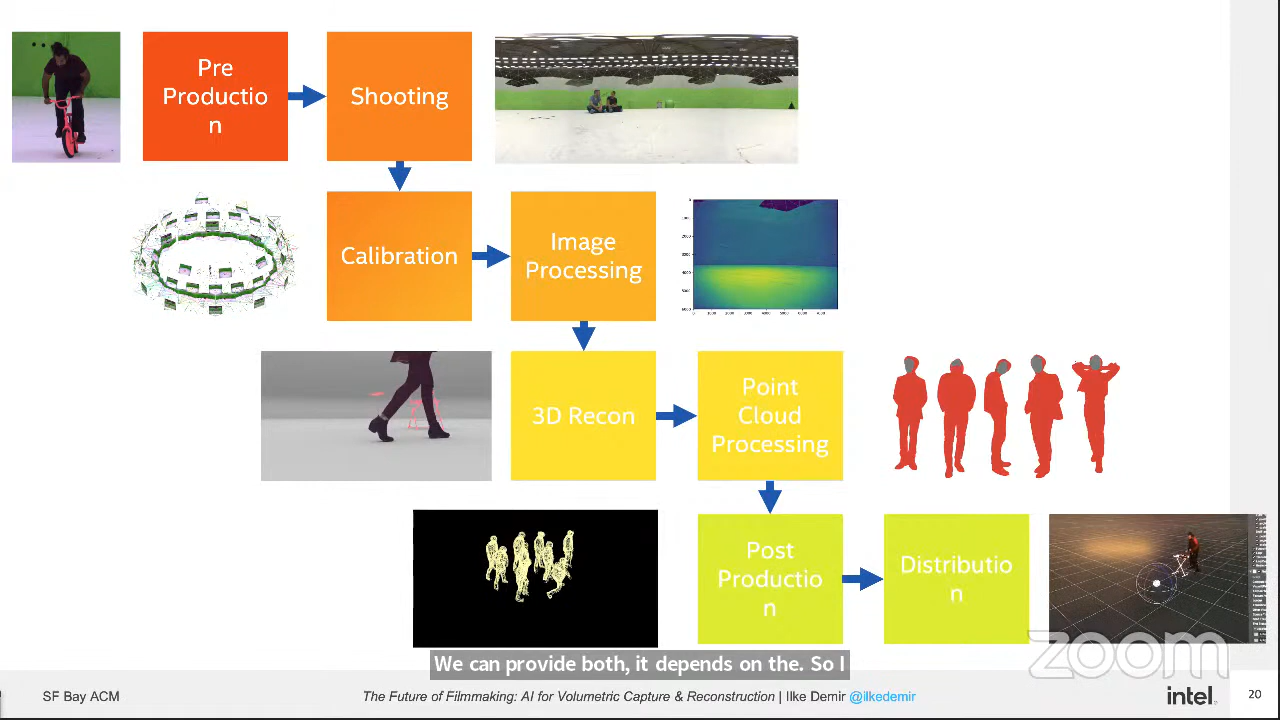 Pre
Productio
n
Shooting
Calibration
Image
Processing
3D Recon
Point
Cloud
Processing
Post
Productio
n
Distributio
n
zoom
We can provide both, it depends on the. So I
SF Bay ACM
The Future of Filmmaking: AI for Volumetric Capture & Reconstruction | Ilke Demir @ilkedemir
intel
20